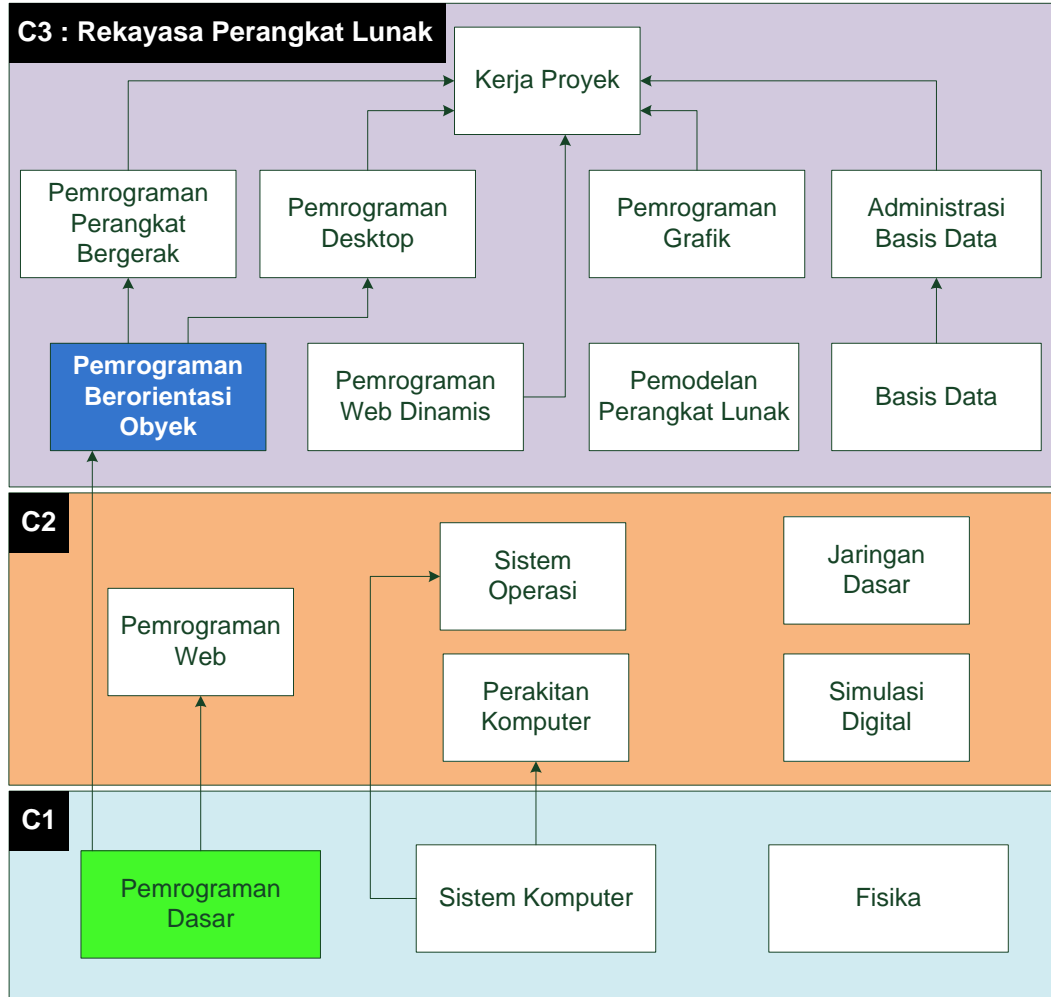 C3 : Rekayasa Perangkat Lunak
Kerja Proyek
Pemrograman
Perangkat
Bergerak
Pemrograman
Desktop
Pemrograman
Grafik
Administrasi
Basis Data
Pemrograman
Berorientasi
Obyek
Pemrograman
Web Dinamis
Pemodelan
Perangkat Lunak
Basis Data
C2
Sistem
Operasi
Jaringan
Dasar
Pemrograman
Web
Perakitan
Komputer
Simulasi
Digital
C1
Pemrograman
Dasar
Sistem Komputer
Fisika